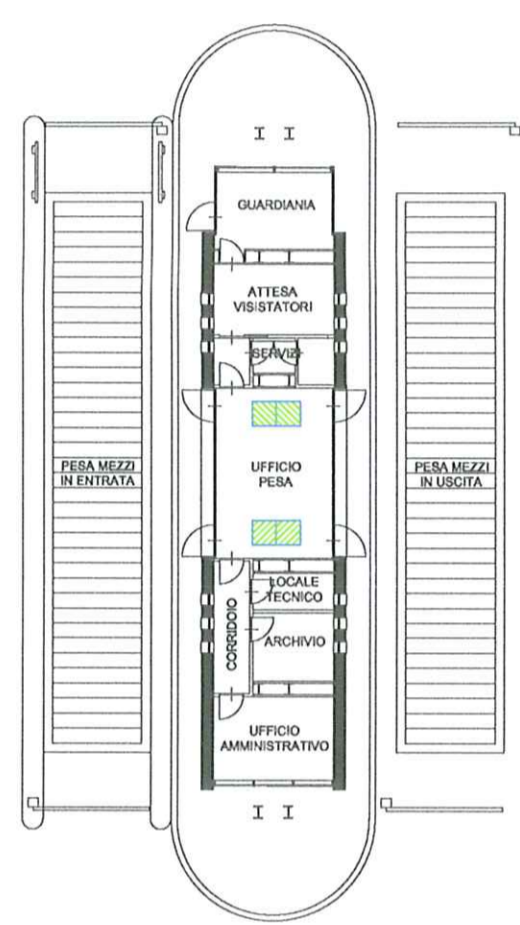 GUARDIANIA
ATTESA
VISISTATORI
SERVIZI
PESA MEZZI
IN ENTRATA
UFFICIO
PESA
PESA MEZZI
IN USCITA
LOCALE
TECNICO
CORRIDOIO
ARCHIVIO
UFFICIO
AMMINISTRATIVO